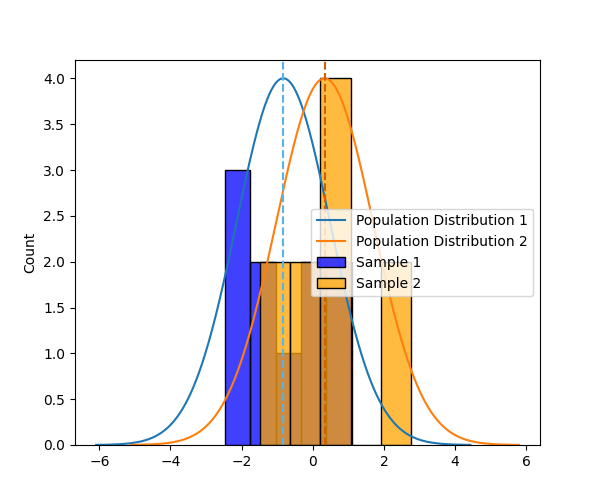 4.0
3.5
3.0
2.5
2.0
1.5
1.0
0.5
0.0
Count
Population Distribution 1
Population Distribution 2
Sample 1
Sample 2
−6 −4 −2 0 2 4 6